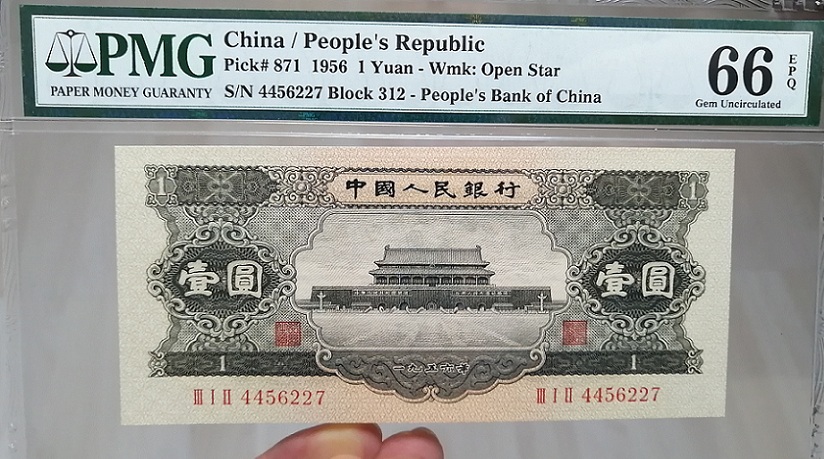 PMG
PAPER MONEY GUARANTY
China / People's Republic
Pick# 871 1956 1 Yuan - Wmk: Open Star
S/N 4456227 Block 312 - People's Bank of China
66
EPQ
Gem Uncirculated
1 中國人民銀行 1
壹圓 壹圓
1 1
一九五六年
III I II 4456227 III I II 4456227